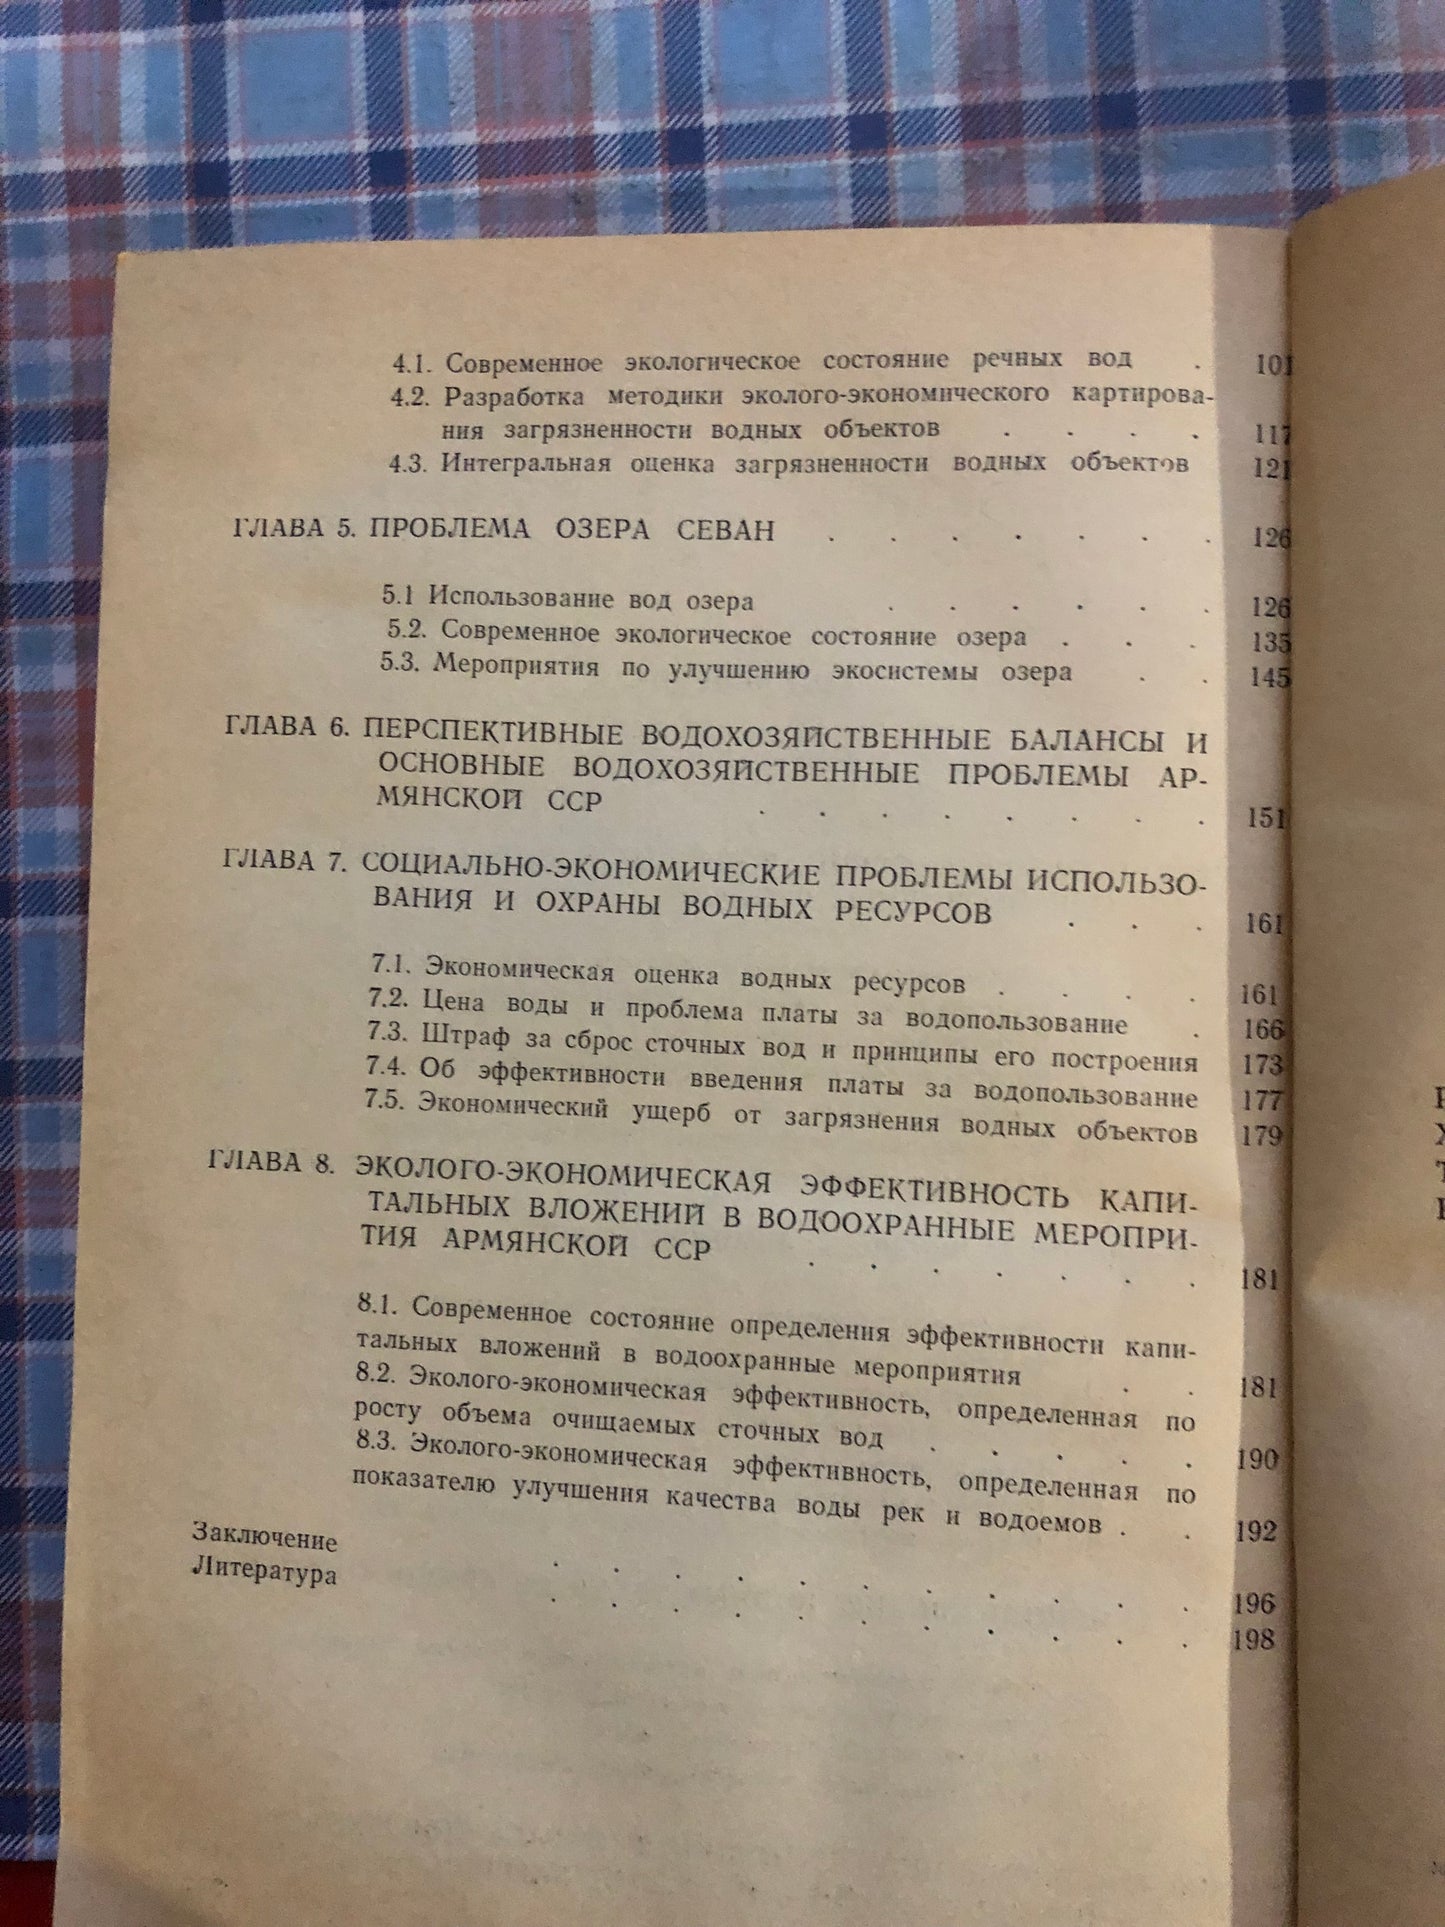 4.1. Современное экологическое состояние речных вод . 101
4.2. Разработка методики эколого-экономического картирова-
ния загрязненности водных объектов . . . . 117
4.3. Интегральная оценка загрязненности водных объектов 121
ГЛАВА 5. ПРОБЛЕМА ОЗЕРА СЕВАН . . . . . . . 126
5.1 Использование вод озера . . . . . . 126
5.2. Современное экологическое состояние озера . . . 135
5.3. Мероприятия по улучшению экосистемы озера . . 145
ГЛАВА 6. ПЕРСПЕКТИВНЫЕ ВОДОХОЗЯЙСТВЕННЫЕ БАЛАНСЫ И
ОСНОВНЫЕ ВОДОХОЗЯЙСТВЕННЫЕ ПРОБЛЕМЫ АР-
МЯНСКОЙ ССР . . . . . . . . 151
ГЛАВА 7. СОЦИАЛЬНО-ЭКОНОМИЧЕСКИЕ ПРОБЛЕМЫ ИСПОЛЬЗО-
ВАНИЯ И ОХРАНЫ ВОДНЫХ РЕСУРСОВ . . . 161
7.1. Экономическая оценка водных ресурсов . . . . 161
7.2. Цена воды и проблема платы за водопользование . 166
7.3. Штраф за сброс сточных вод и принципы его построения 173
7.4. Об эффективности введения платы за водопользование 177
7.5. Экономический ущерб от загрязнения водных объектов 179
ГЛАВА 8. ЭКОЛОГО-ЭКОНОМИЧЕСКАЯ ЭФФЕКТИВНОСТЬ КАПИ-
ТАЛЬНЫХ ВЛОЖЕНИЙ В ВОДООХРАННЫЕ МЕРОПРИ-
ТИЯ АРМЯНСКОЙ ССР . . . . . . . 181
8.1. Современное состояние определения эффективности капи-
тальных вложений в водоохранные мероприятия . . 181
8.2. Эколого-экономическая эффективность, определенная по
росту объема очищаемых сточных вод . . . . . 190
8.3. Эколого-экономическая эффективность, определенная по
показателю улучшения качества воды рек и водоемов . . 192
Заключение . . . . . . . . . . . 196
Литература . . . . . . . . . . . 198